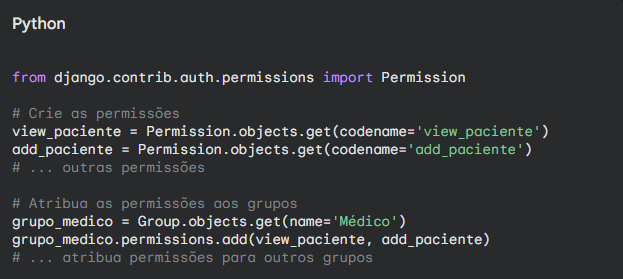 Python
from django.contrib.auth.permissions import Permission
# Crie as permissões
view_paciente = Permission.objects.get(codename='view_paciente')
add_paciente = Permission.objects.get(codename='add_paciente')
# ... outras permissões
# Atribua as permissões aos grupos
grupo_medico = Group.objects.get(name='Médico')
grupo_medico.permissions.add(view_paciente, add_paciente)
# ... atribua permissões para outros grupos